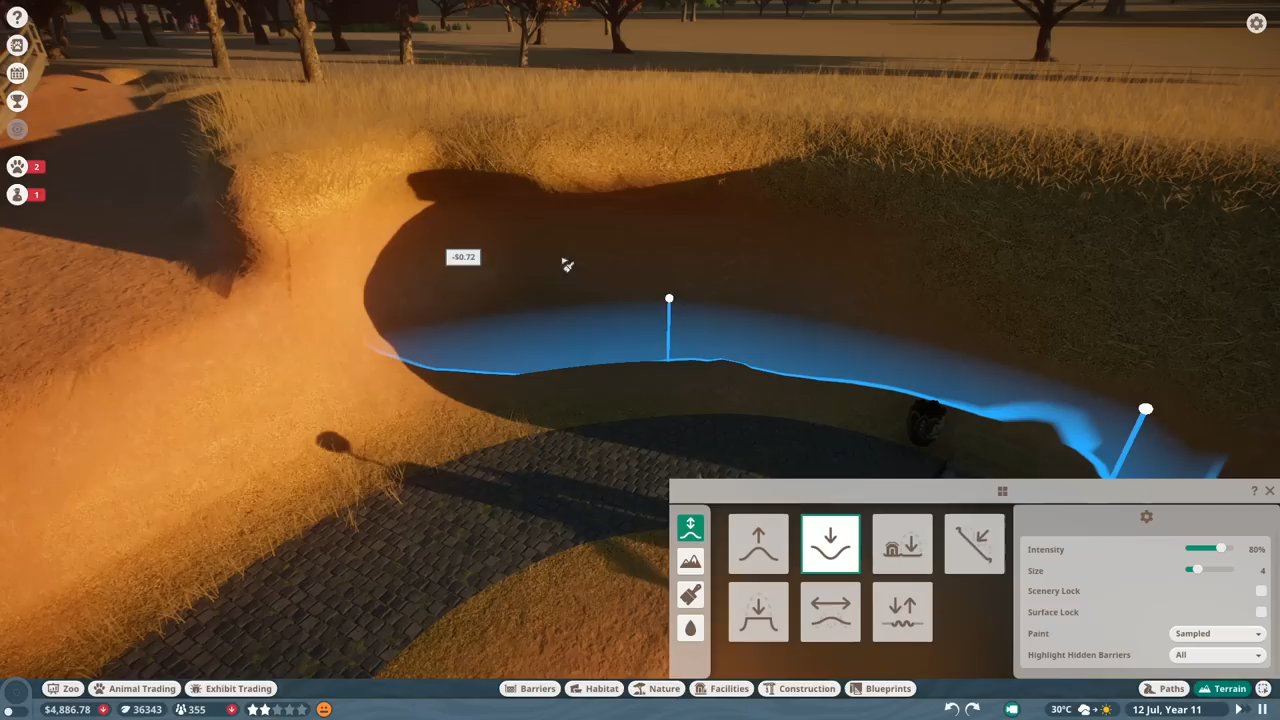 2
1
-$0.72
?
Intensity 80%
Size 4
Scenery Lock
Surface Lock
Paint Sampled
Highlight Hidden Barriers All
Zoo Animal Trading Exhibit Trading Barriers Habitat Nature Facilities Construction Blueprints Paths Terrain
$4,886.78 36343 355 30°C 12 Jul, Year 11